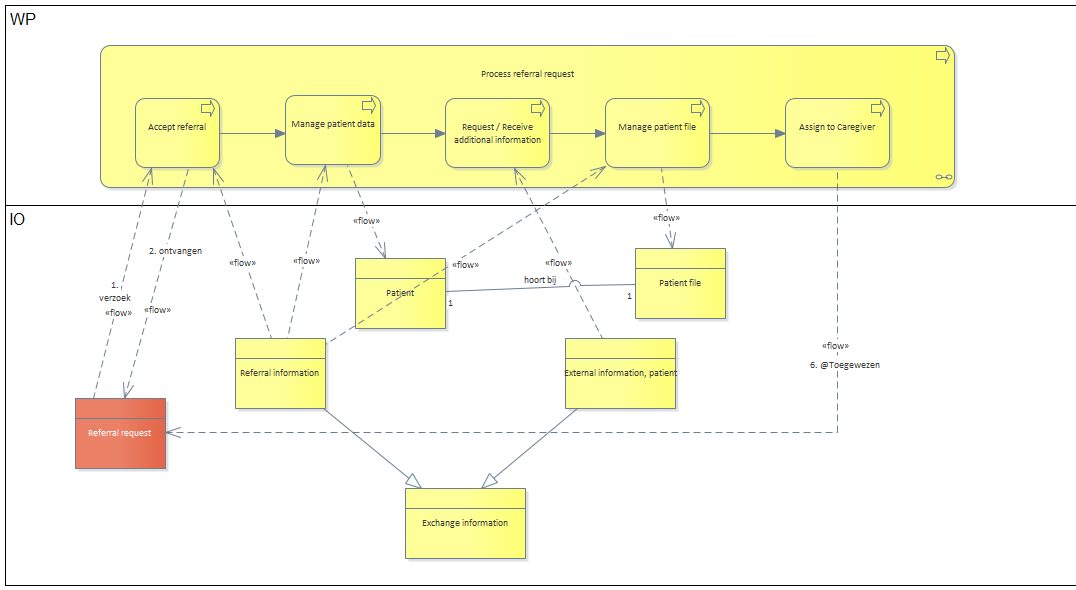 WP
Process referral request
Accept referral
Manage patient data
Request / Receive
additional information
Manage patient file
Assign to Caregiver
IO
«flow»
«flow»
2. ontvangen
«flow»
«flow»
«flow»
«flow»
hoort bij
Patient
Patient file
1.
verzoek
«flow»
«flow»
1
1
«flow»
6. @Toegewezen
Referral information
External information, patient
Referral request
Exchange information